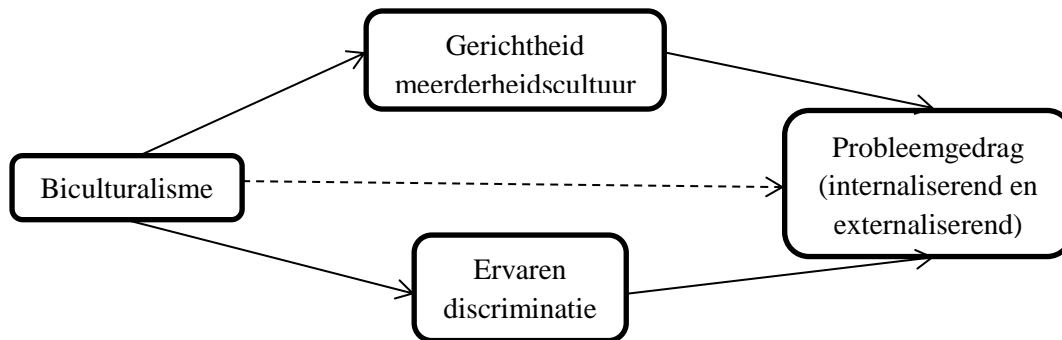 Gerichtheid
meerderheidscultuur
Biculturalisme
Probleemgedrag
(internaliserend en
externaliserend)
Ervaren
discriminatie